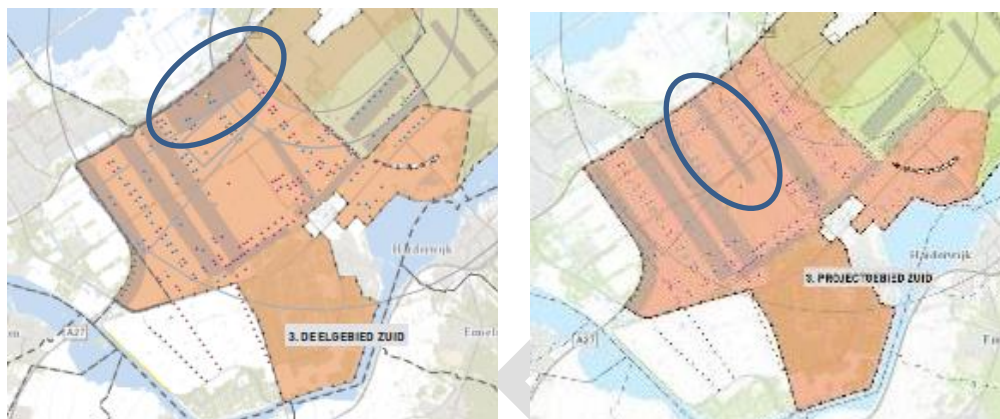 Harderwijk
3. DEELGEBIED ZUID
A27
Harderwijk
3. PROJECTGEBIED ZUID
A27